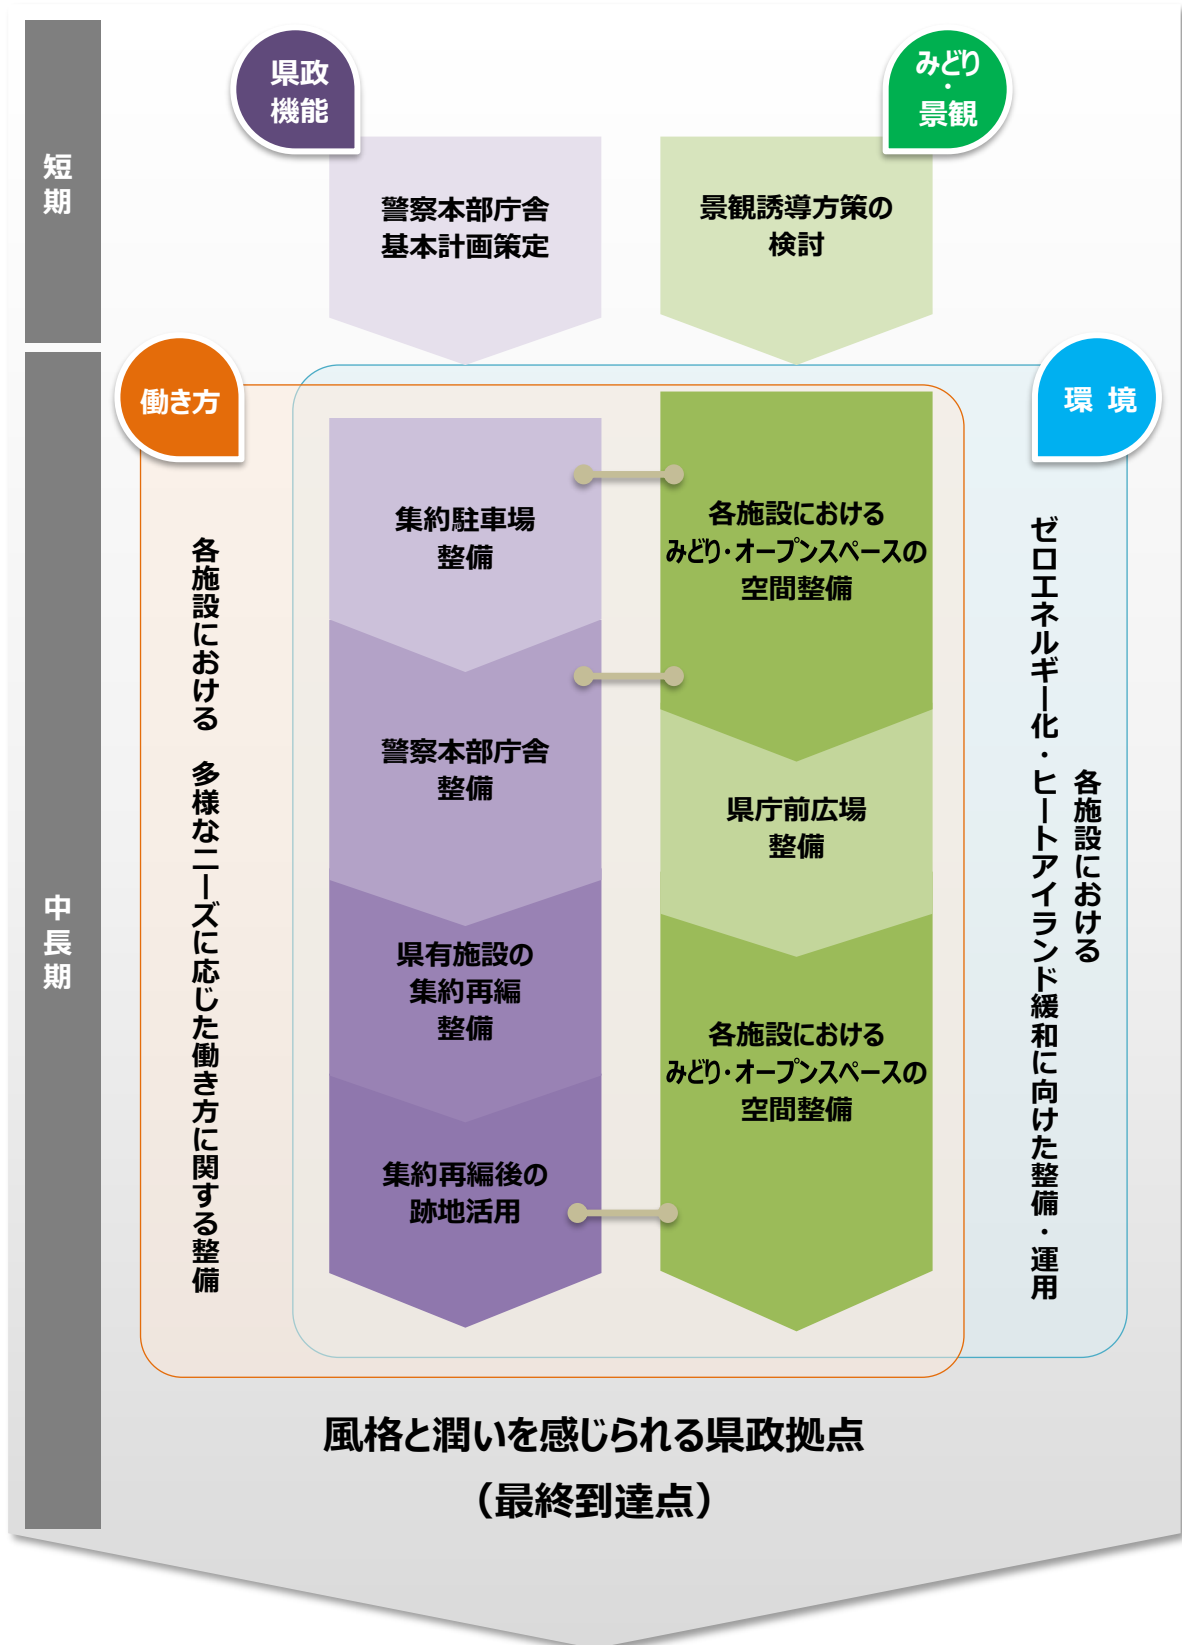 短期
県政
機能
みどり
・
景観
警察本部庁舎
基本計画策定
景観誘導方策の
検討
中長期
働き方
環 境
各施設における 多様なニーズに応じた働き方に関する整備
集約駐車場
整備
警察本部庁舎
整備
県有施設の
集約再編
整備
集約再編後の
跡地活用
各施設における
みどり・オープンスペースの
空間整備
県庁前広場
整備
各施設における
みどり・オープンスペースの
空間整備
各施設における
ゼロエネルギー化・ヒートアイランド緩和に向けた整備・運用
風格と潤いを感じられる県政拠点
（最終到達点）